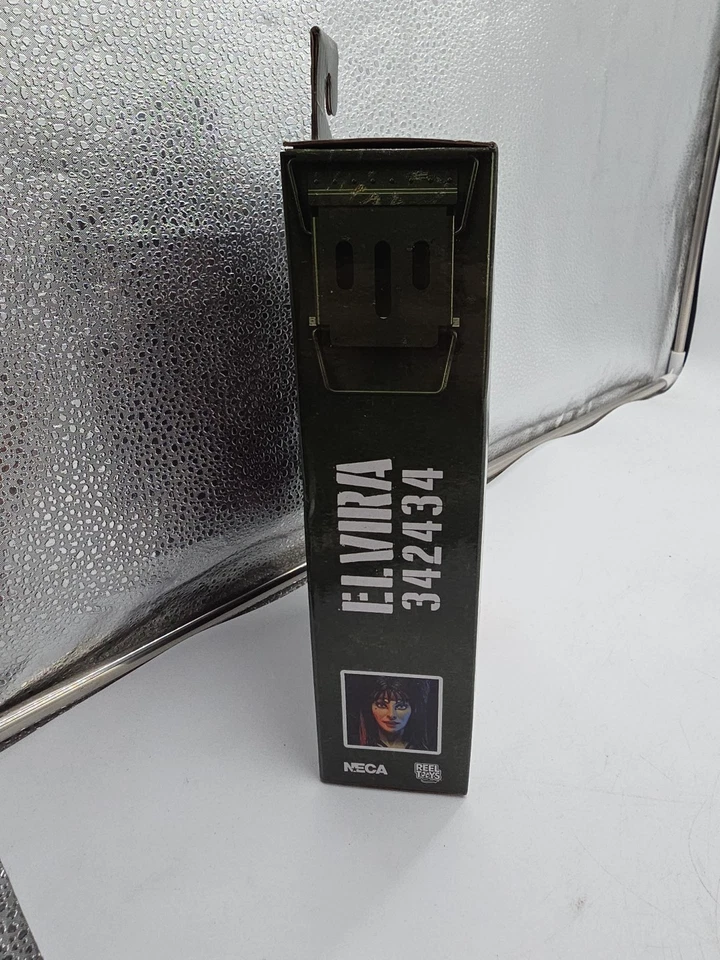 ELVIRA
342434
NECA
REEL
TOYS